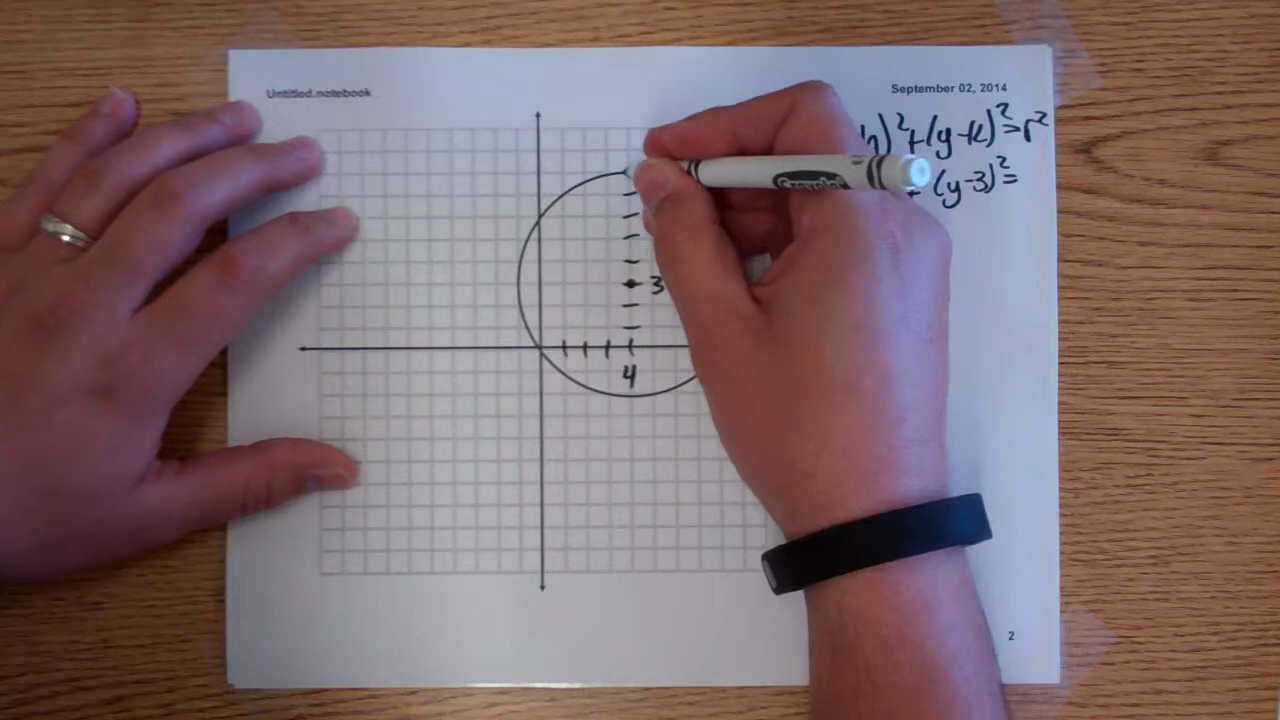 Untitled.notebook
September 02, 2014
h)²+(y-k)²=r²
+ (y-3)²=
Crayola
3
4
2